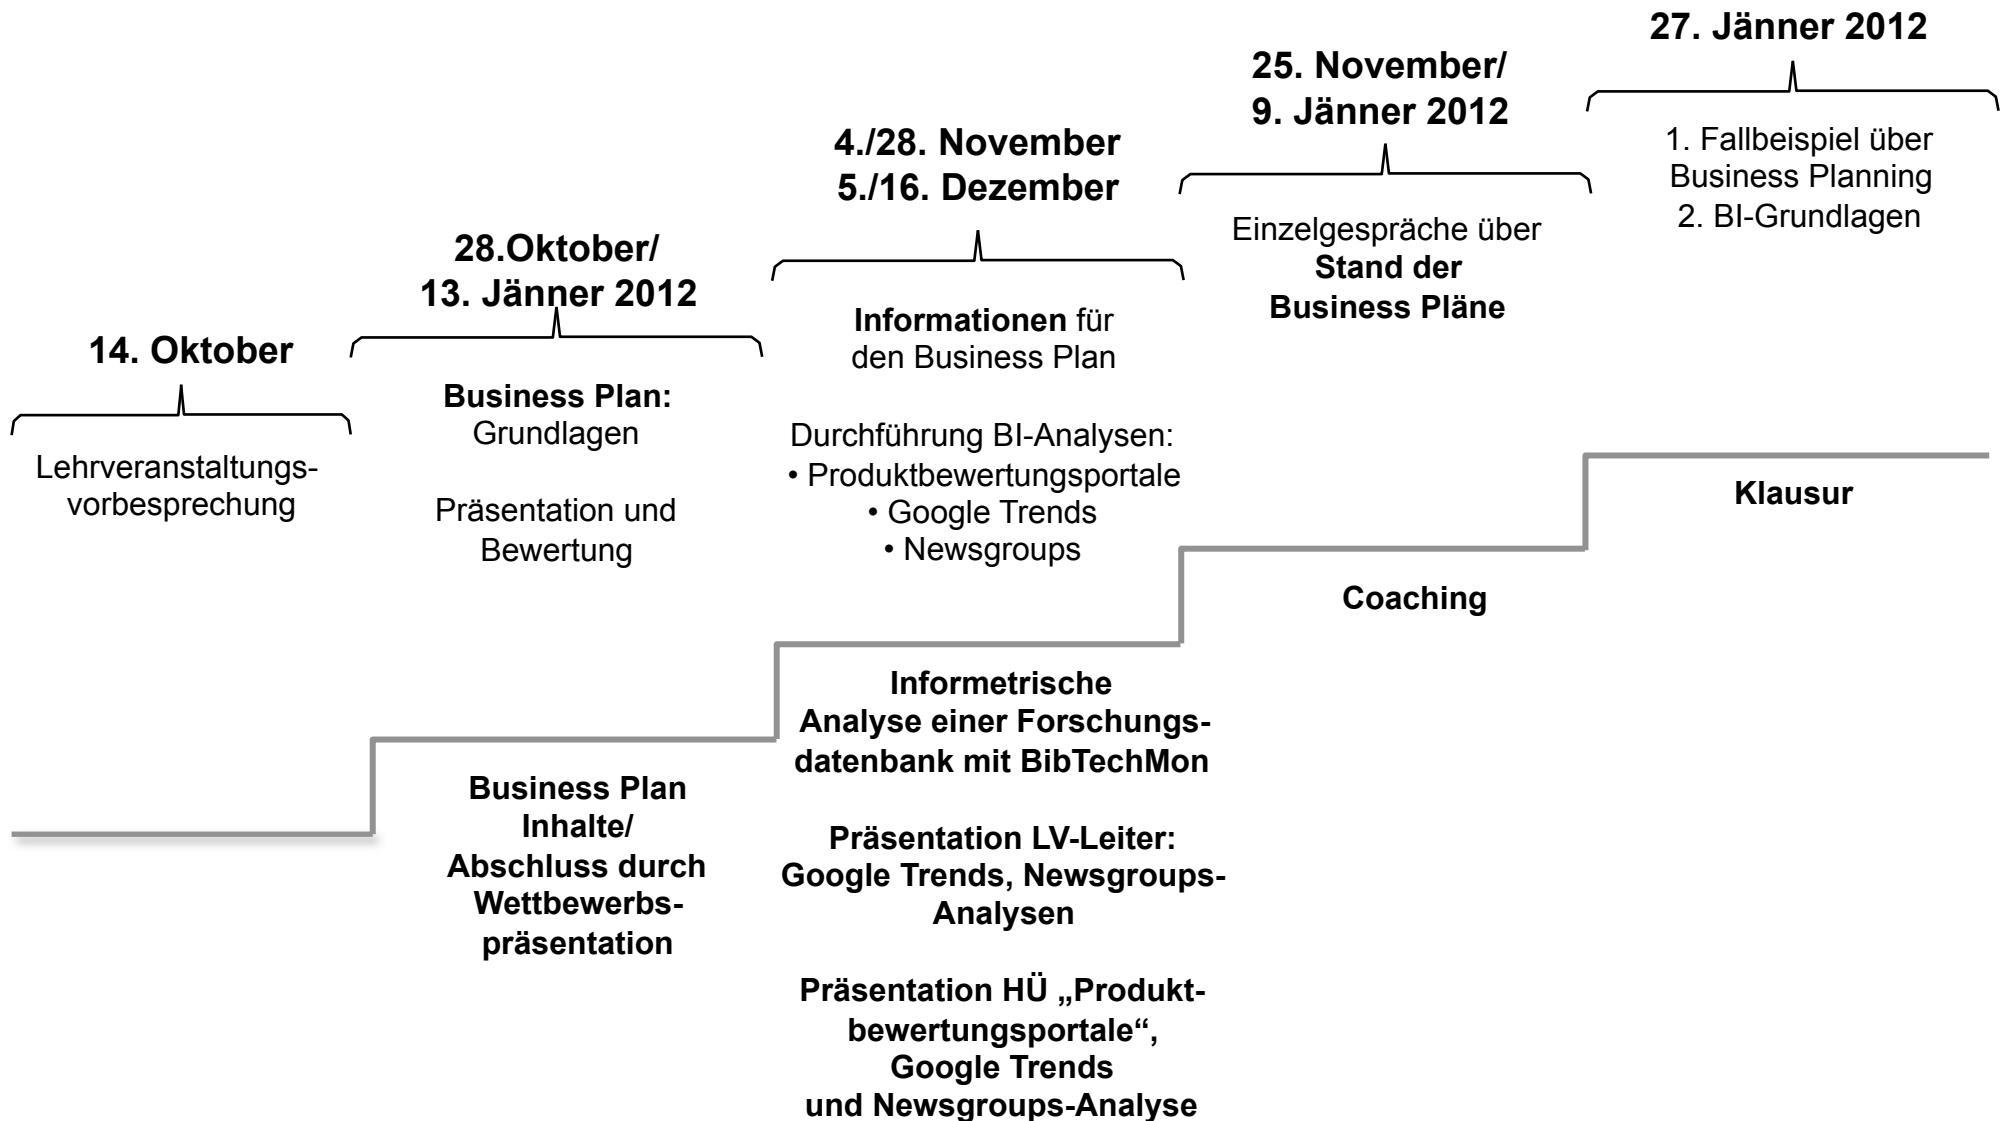 14. Oktober
Lehrveranstaltungs-
vorbesprechung
28.Oktober/
13. Jänner 2012
Business Plan:
Grundlagen
Präsentation und
Bewertung
Business Plan
Inhalte/
Abschluss durch
Wettbewerbs-
präsentation
4./28. November
5./16. Dezember
Informationen für
den Business Plan
Durchführung BI-Analysen:
• Produktbewertungsportale
• Google Trends
• Newsgroups
Informetrische
Analyse einer Forschungs-
datenbank mit BibTechMon
Präsentation LV-Leiter:
Google Trends, Newsgroups-
Analysen
Präsentation HÜ „Produkt-
bewertungsportale“,
Google Trends
und Newsgroups-Analyse
25. November/
9. Jänner 2012
Einzelgespräche über
Stand der
Business Pläne
Coaching
27. Jänner 2012
1. Fallbeispiel über
Business Planning
2. BI-Grundlagen
Klausur